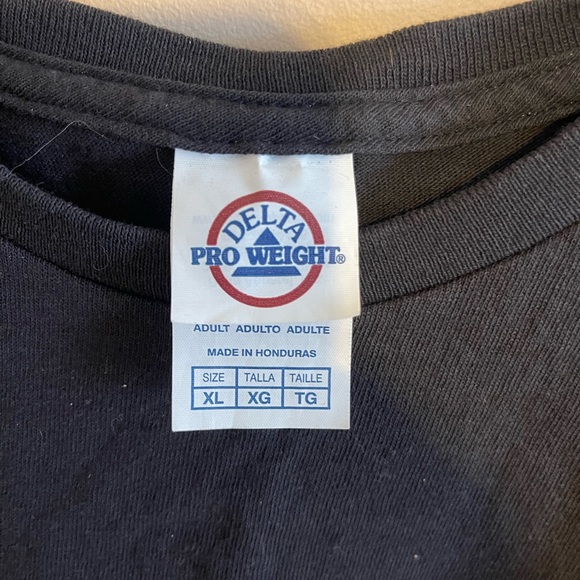 DELTA
PRO WEIGHT®
ADULT ADULTO ADULTE
MADE IN HONDURAS
SIZE TALLA TAILLE
XL XG TG